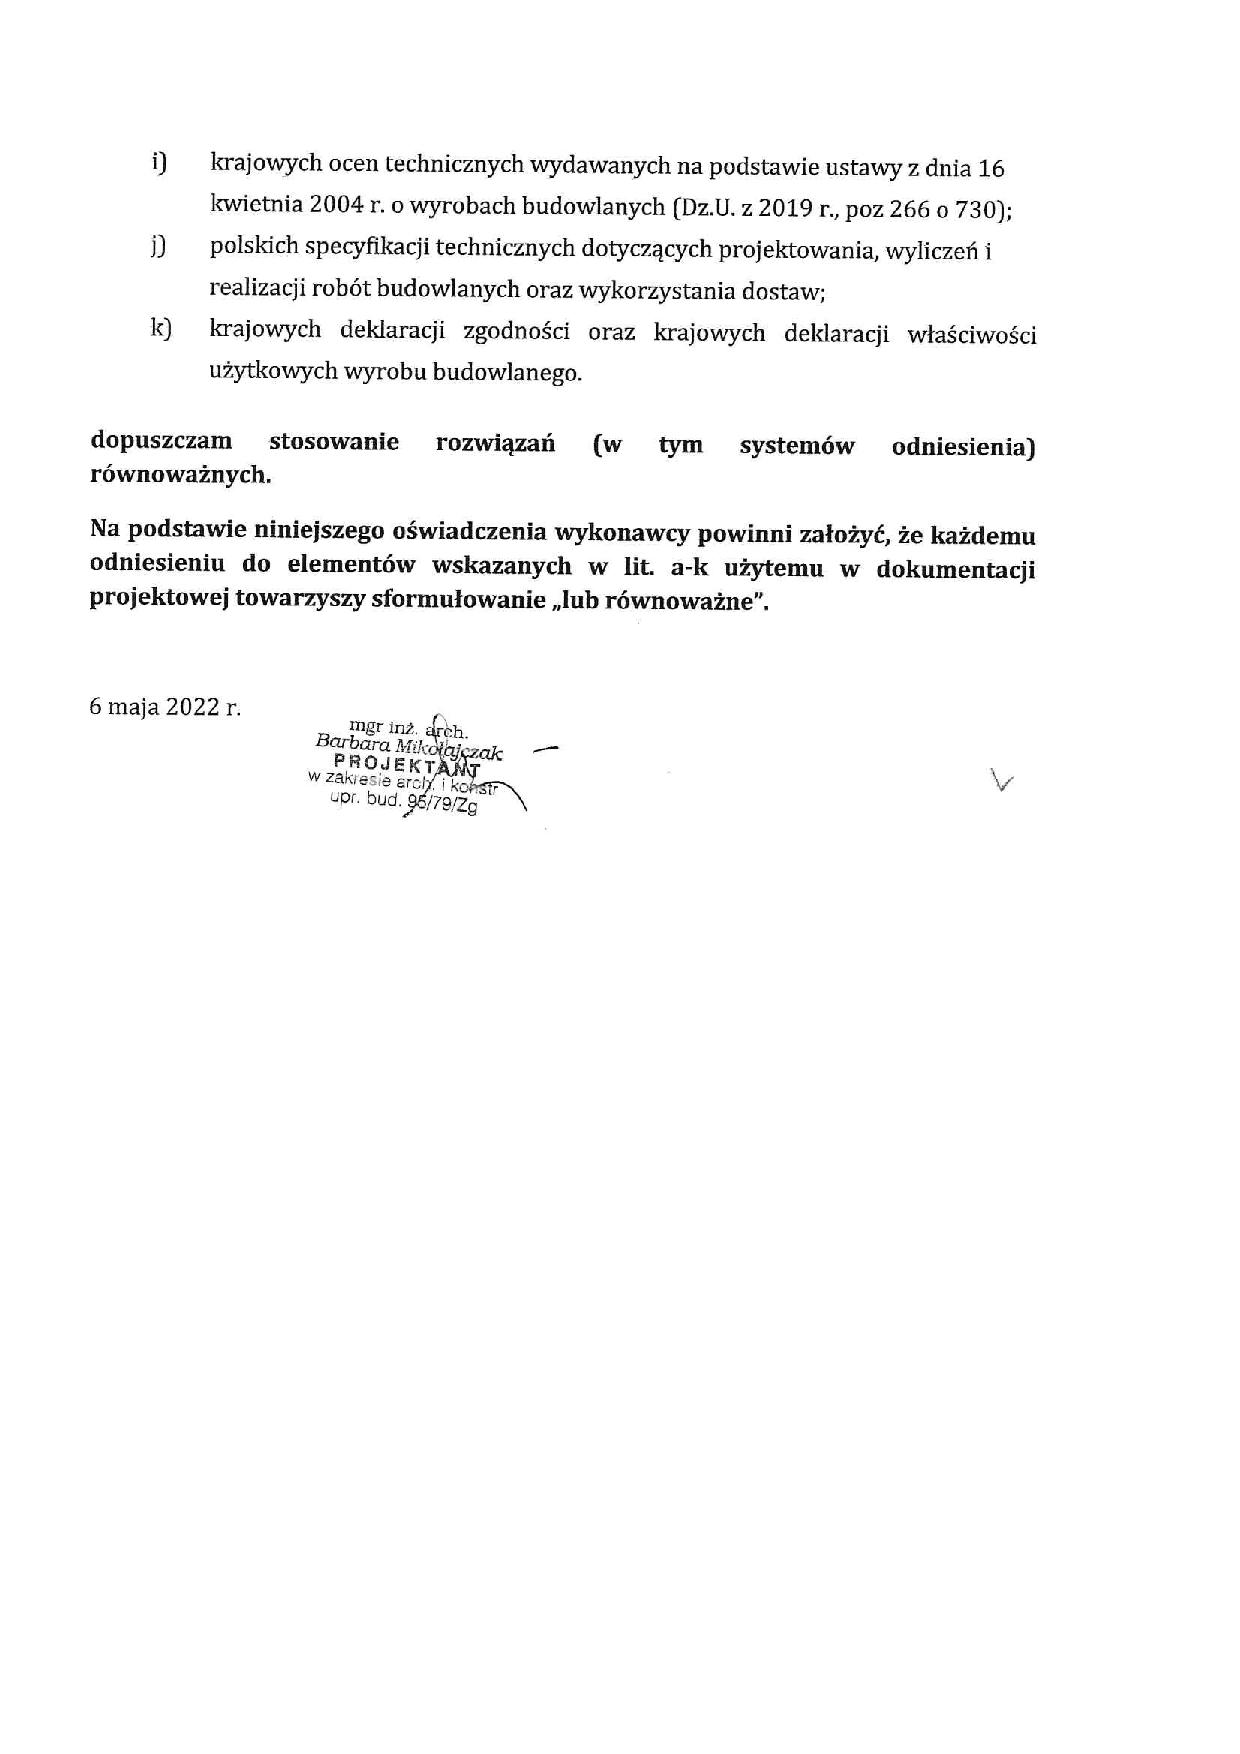 i) krajowych ocen technicznych wydawanych na podstawie ustawy z dnia 16
kwietnia 2004 r. o wyrobach budowlanych (Dz.U. z 2019 r., poz 266 o 730);
j) polskich specyfikacji technicznych dotyczących projektowania, wyliczeń i
realizacji robót budowlanych oraz wykorzystania dostaw;
k) krajowych deklaracji zgodności oraz krajowych deklaracji właściwości
użytkowych wyrobu budowlanego.
dopuszczam stosowanie rozwiązań (w tym systemów odniesienia)
równoważnych.
Na podstawie niniejszego oświadczenia wykonawcy powinni założyć, że każdemu
odniesieniu do elementów wskazanych w lit. a-k użytemu w dokumentacji
projektowej towarzyszy sformułowanie „lub równoważne”.
6 maja 2022 r.
mgr inż. arch.
Barbara Mikołajczak
PROJEKTANT
w zakresie arch. i konstr
upr. bud. 95/79/Zg